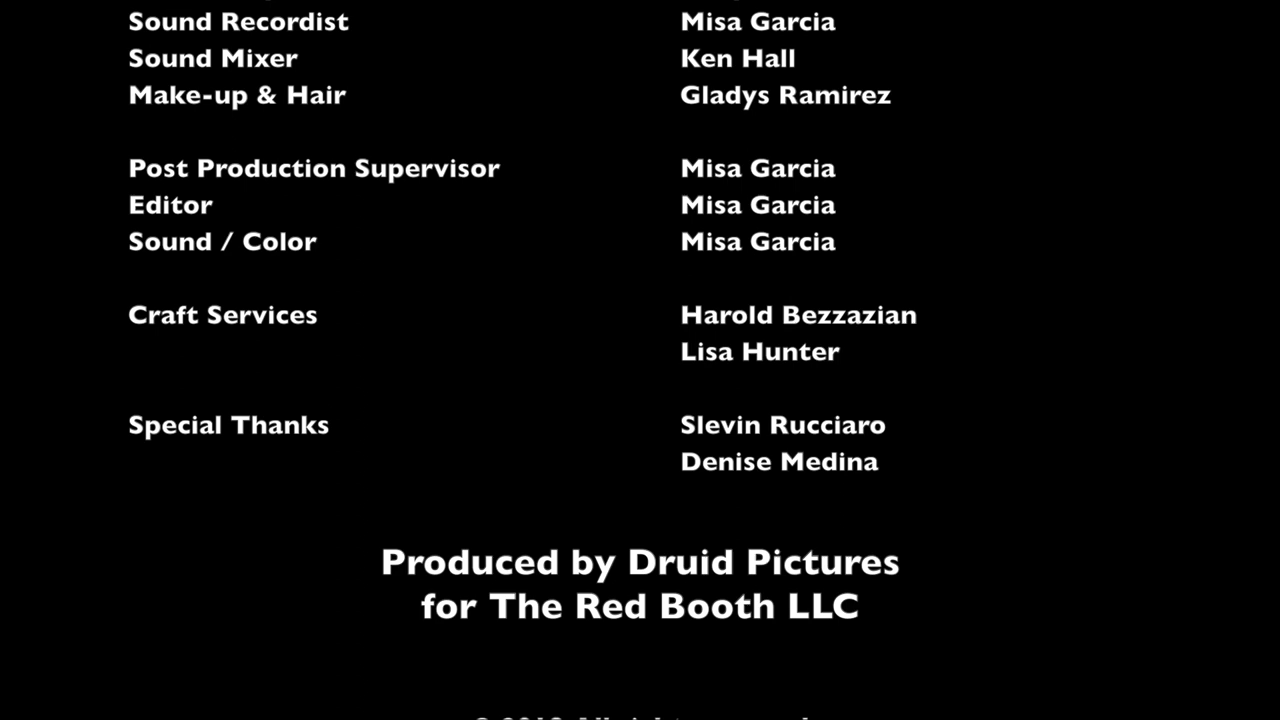 Sound Recordist Misa Garcia
Sound Mixer Ken Hall
Make-up & Hair Gladys Ramirez
Post Production Supervisor Misa Garcia
Editor Misa Garcia
Sound / Color Misa Garcia
Craft Services Harold Bezzazian
Lisa Hunter
Special Thanks Slevin Rucciaro
Denise Medina
Produced by Druid Pictures
for The Red Booth LLC